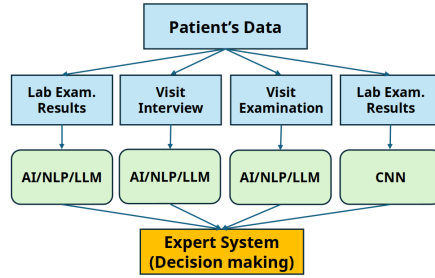 Patient's Data
Lab Exam.
Results
Visit
Interview
Visit
Examination
Lab Exam.
Results
AI/NLP/LLM
AI/NLP/LLM
AI/NLP/LLM
CNN
Expert System
(Decision making)